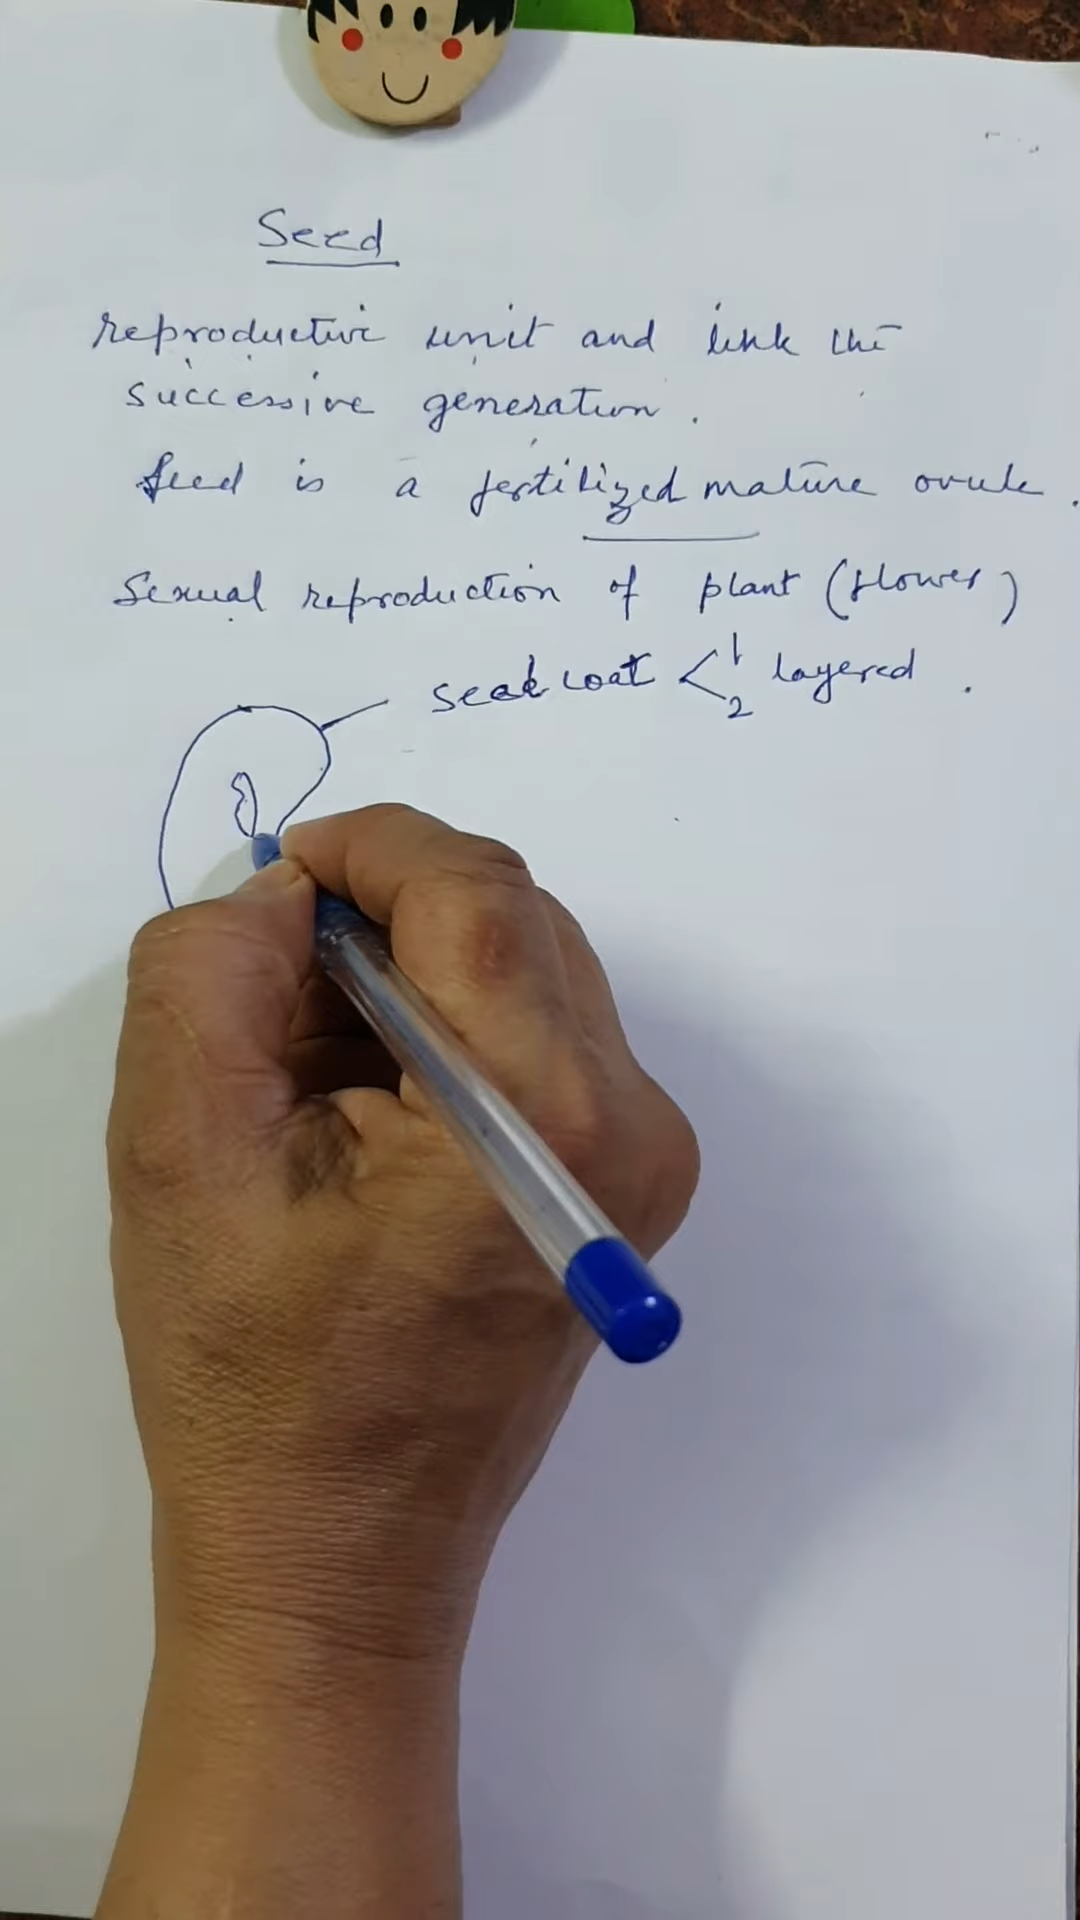 Seed
reproductive unit and link the
successive generation.
Seed is a fertilized mature ovule.
Sexual reproduction of plant (flower)
seed coat < 1 2 layered.